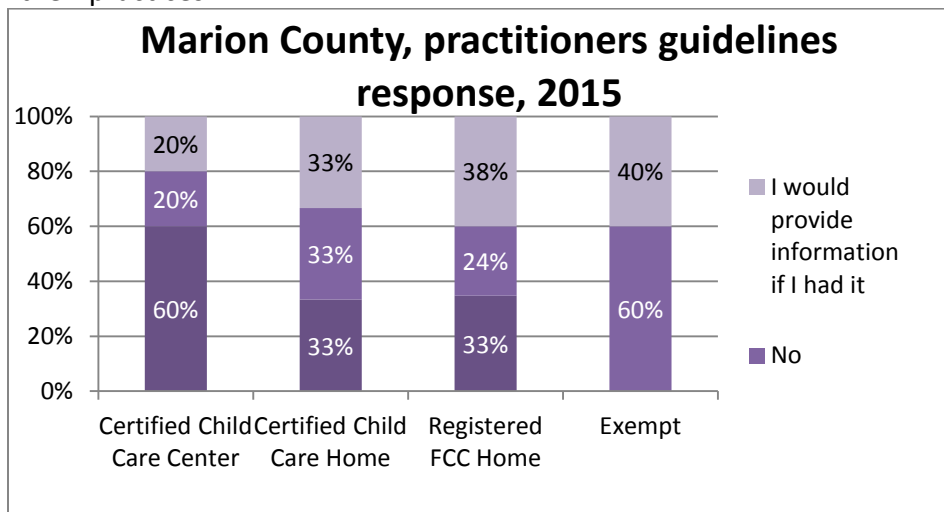 Marion County, practitioners guidelines
response, 2015
100%
80%
60%
40%
20%
0%
20%
20%
60%
33%
33%
33%
38%
24%
33%
40%
60%
Certified Child
Care Center
Certified Child
Care Home
Registered
FCC Home
Exempt
I would
provide
information
if I had it
No